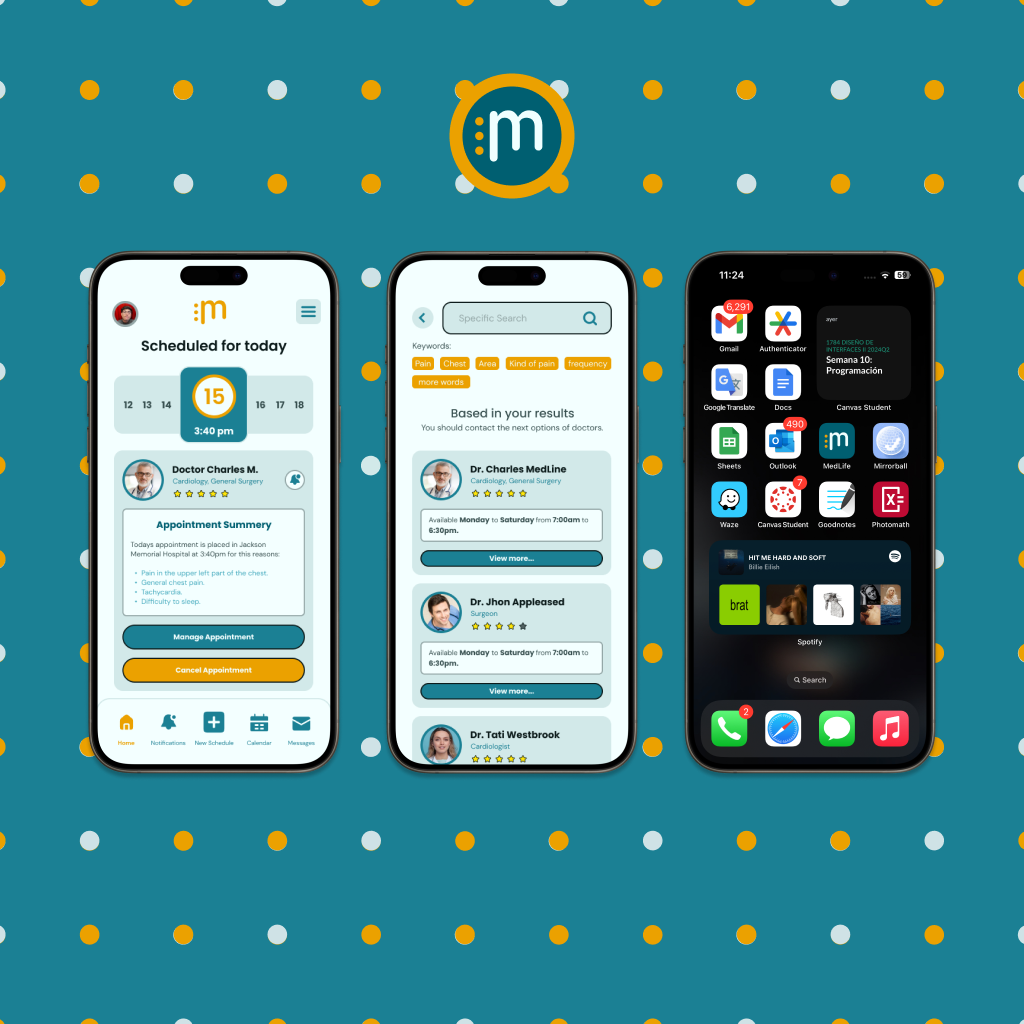 :m
:m
Scheduled for today
12 13 14 15 16 17 18
3:40 pm
Doctor Charles M.
Cardiology, General Surgery
Appointment Summery
Todays appointment is placed in Jackson
Memorial Hospital at 3:40pm for this reasons:
• Pain in the upper left part of the chest.
• General chest pain.
• Tachycardia.
• Difficulty to sleep.
Manage Appointment
Cancel Appointment
Home Notifications New Schedule Calendar Messages
Specific Search
Keywords:
Pain Chest Area Kind of pain frequency
more words
Based in your results
You should contact the next options of doctors.
Dr. Charles MedLine
Cardiology, General Surgery
Available Monday to Saturday from 7:00am to
6:30pm.
View more...
Dr. Jhon Appleased
Surgeon
Available Monday to Saturday from 7:00am to
6:30pm.
View more...
Dr. Tati Westbrook
Cardiologist
11:24
59
6,291
Gmail Authenticator
ayer
1784 DISEÑO DE
INTERFACES II 2024Q2
Semana 10:
Programación
Google Translate Docs Canvas Student
490
:m
Sheets Outlook MedLife Mirrorball
7
Waze Canvas Student Goodnotes Photomath
HIT ME HARD AND SOFT
Billie Eilish
brat
Spotify
Search
2